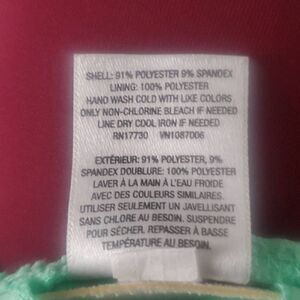 SHELL: 91% POLYESTER 9% SPANDEX
LINING: 100% POLYESTER
HAND WASH COLD WITH LIKE COLORS
ONLY NON-CHLORINE BLEACH IF NEEDED
LINE DRY COOL IRON IF NEEDED
RN17730 VN1087006
EXTÉRIEUR: 91% POLYESTER, 9%
SPANDEX DOUBLURE: 100% POLYESTER
LAVER À LA MAIN À L'EAU FROIDE
AVEC DES COULEURS SIMILAIRES.
UTILISER SEULEMENT UN JAVELLISANT
SANS CHLORE AU BESOIN. SUSPENDRE
POUR SÉCHER. REPASSER À BASSE
TEMPÉRATURE AU BESOIN.